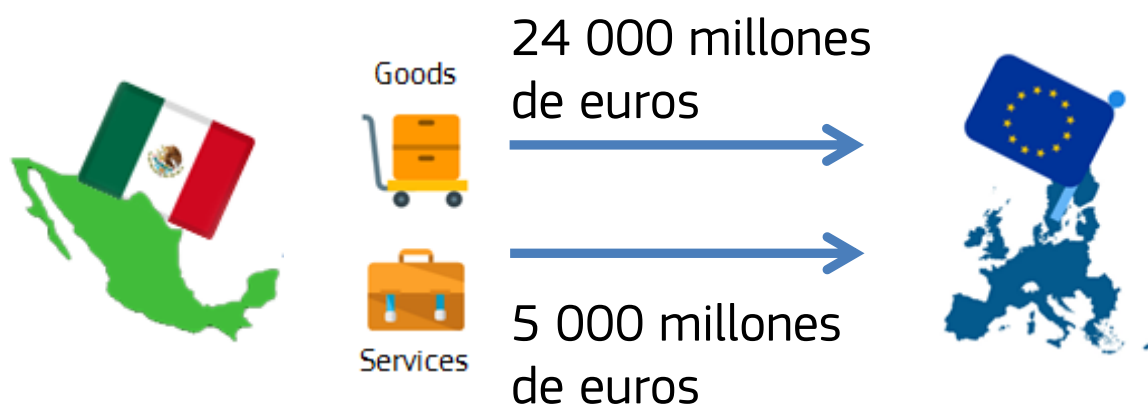 Goods
24 000 millones
de euros
Services
5 000 millones
de euros